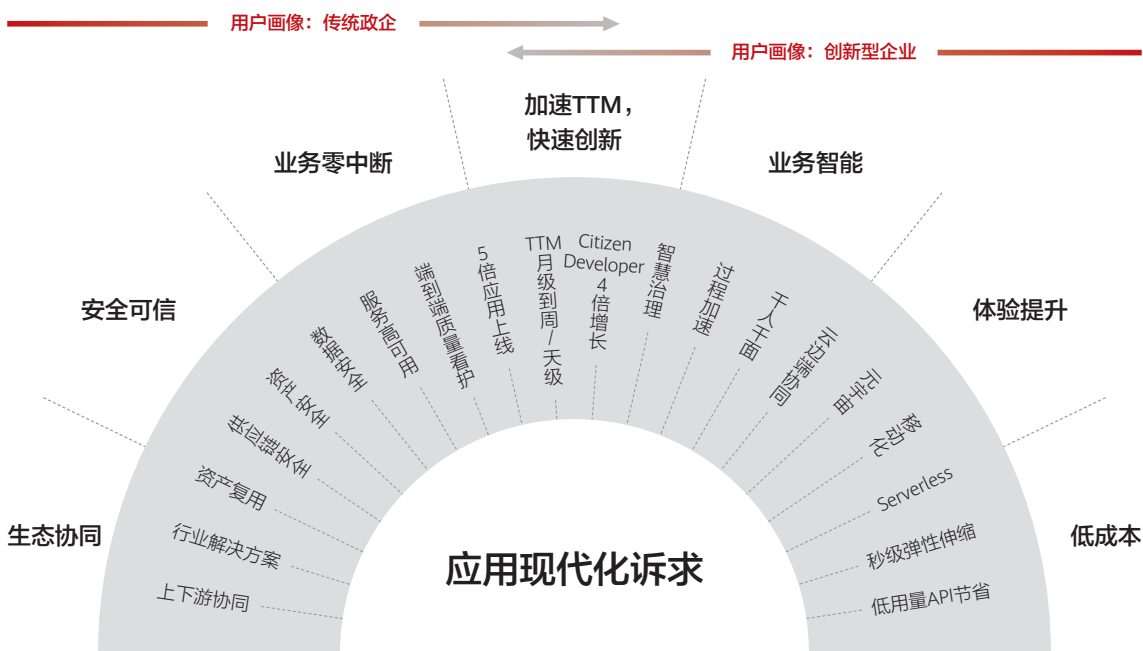 用户画像：传统政企
用户画像：创新型企业
加速TTM，
快速创新
业务零中断
业务智能
安全可信
体验提升
生态协同
低成本
上下游协同
行业解决方案
资产复用
供应链安全
资产安全
数据安全
服务高可用
端到端质量看护
5倍应用上线
TTM
月级到周/天级
Citizen
Developer
4倍增长
智慧治理
过程加速
千人千面
云边端协同
元宇宙
移动化
Serverless
秒级弹性伸缩
低用量API节省
应用现代化诉求